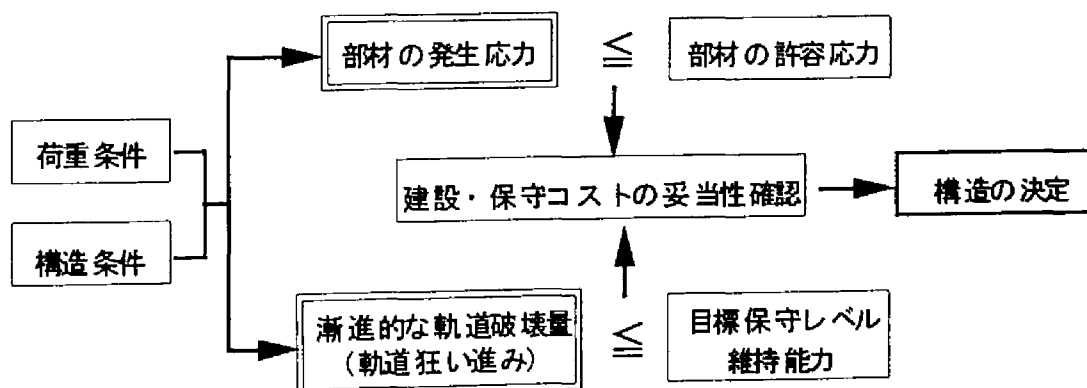 部材の発生応力 ≦ 部材の許容応力
荷重条件
建設・保守コストの妥当性確認
構造の決定
構造条件
漸進的な軌道破壊量
(軌道狂い進み)
≦
目標保守レベル
維持能力